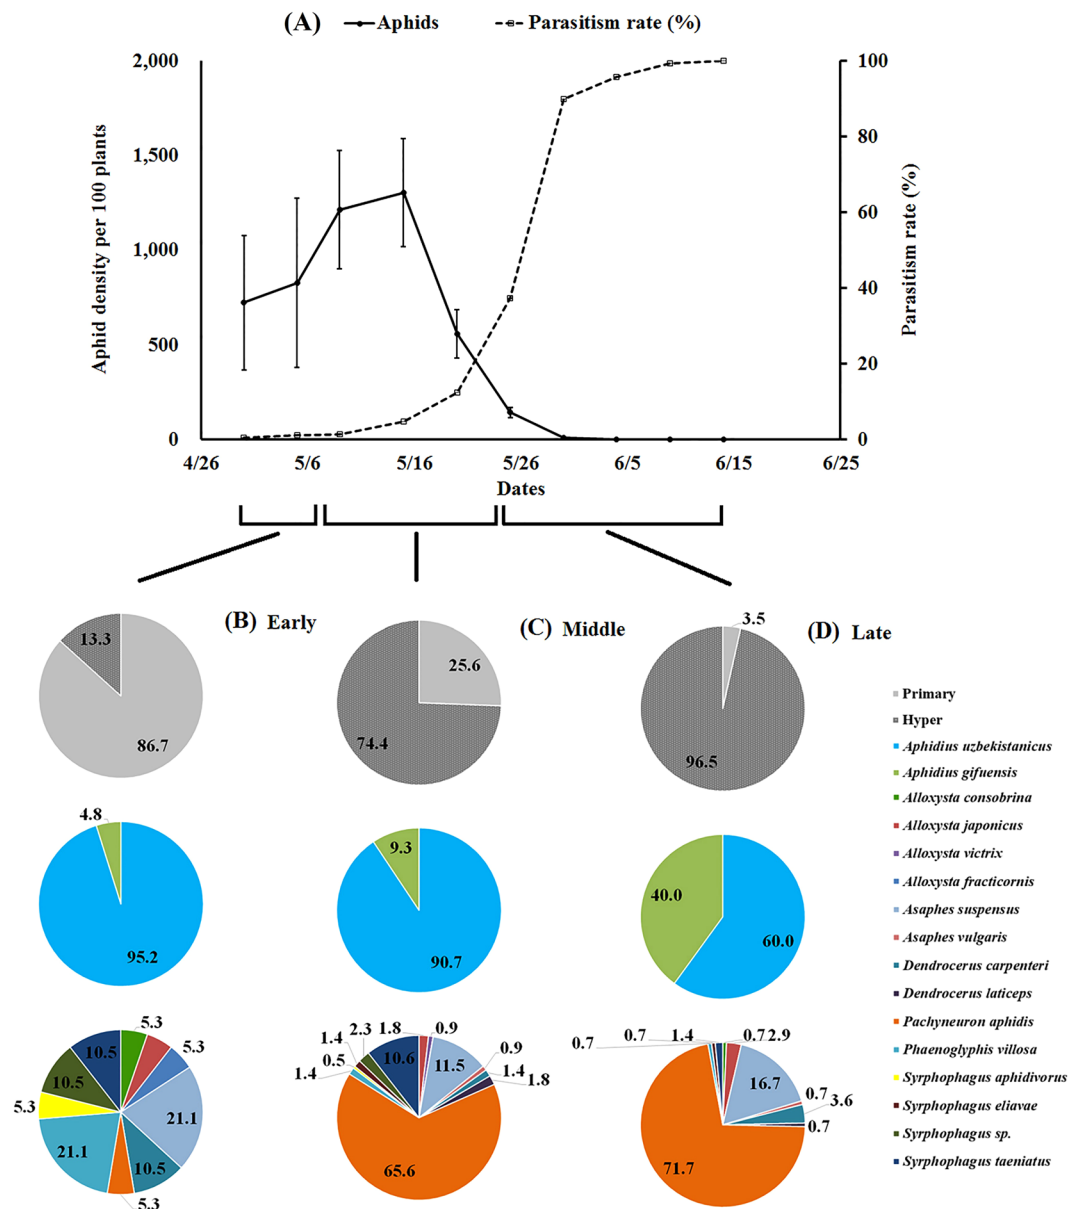 (A) Aphids Parasitism rate (%)
2,000
1,500
1,000
500
0
Aphid density per 100 plants
100
80
60
40
20
0
Parasitism rate (%)
4/26 5/6 5/16 5/26 6/5 6/15 6/25
Dates
(B) Early
(C) Middle
(D) Late
13.3
86.7
25.6
74.4
3.5
96.5
4.8
95.2
9.3
90.7
40.0
60.0
5.3
5.3
21.1
10.5
5.3
21.1
5.3
10.5
10.5
1.8
0.9
11.5
0.9
1.4
1.8
65.6
1.4
0.5
1.4
2.3
10.6
0.7
2.9
16.7
0.7
3.6
0.7
71.7
0.7
0.7
1.4
Primary
Hyper
Aphidius uzbekistanicus
Aphidius gifuensis
Alloxysta consobrina
Alloxysta japonicus
Alloxysta victrix
Alloxysta fracticornis
Asaphes suspensus
Asaphes vulgaris
Dendrocerus carpenteri
Dendrocerus laticeps
Pachyneuron aphidis
Phaenoglyphis villosa
Syrphophagus aphidivorus
Syrphophagus eliavae
Syrphophagus sp.
Syrphophagus taeniatus